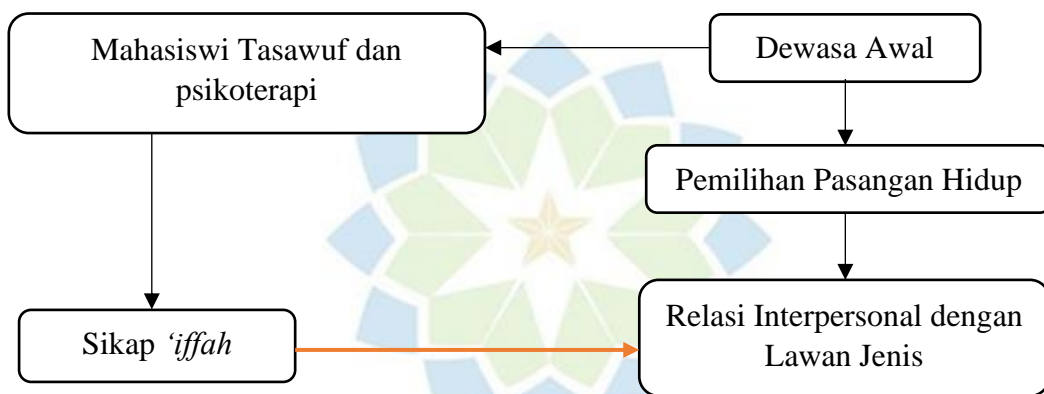 Mahasiswi Tasawuf dan
psikoterapi
Dewasa Awal
Pemilihan Pasangan Hidup
Sikap ‘iffah
Relasi Interpersonal dengan
Lawan Jenis